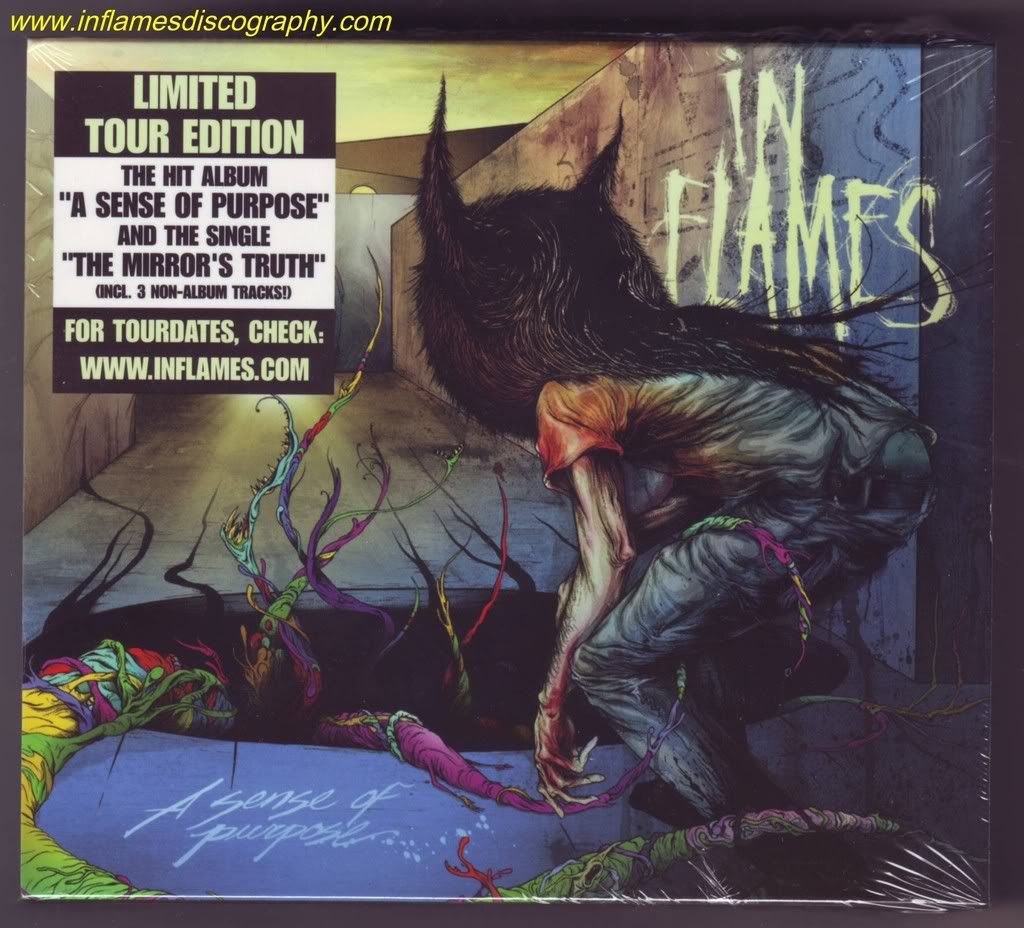 www.inflamesdiscography.com
LIMITED
TOUR EDITION
THE HIT ALBUM
"A SENSE OF PURPOSE"
AND THE SINGLE
"THE MIRROR'S TRUTH"
(INCL. 3 NON-ALBUM TRACKS!)
FOR TOURDATES, CHECK:
WWW.INFLAMES.COM
iN
FLAMES
A sense of
purpose